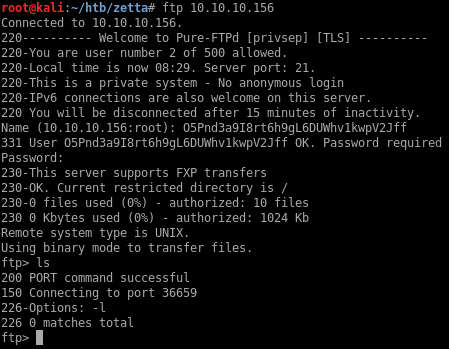 root@kali:~/htb/zetta# ftp 10.10.10.156
Connected to 10.10.10.156.
220---------- Welcome to Pure-FTPd [privsep] [TLS] ----------
220-You are user number 2 of 500 allowed.
220-Local time is now 08:29. Server port: 21.
220-This is a private system - No anonymous login
220-IPv6 connections are also welcome on this server.
220 You will be disconnected after 15 minutes of inactivity.
Name (10.10.10.156:root): O5Pnd3a9I8rt6h9gL6DUWhv1kwpV2Jff
331 User O5Pnd3a9I8rt6h9gL6DUWhv1kwpV2Jff OK. Password required
Password:
230-This server supports FXP transfers
230-OK. Current restricted directory is /
230-0 files used (0%) - authorized: 10 files
230 0 Kbytes used (0%) - authorized: 1024 Kb
Remote system type is UNIX.
Using binary mode to transfer files.
ftp> ls
200 PORT command successful
150 Connecting to port 36659
226-Options: -l
226 0 matches total
ftp>